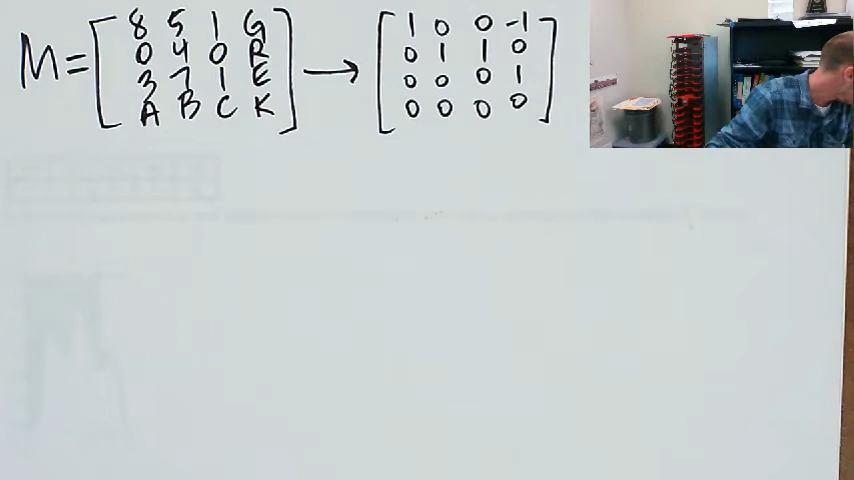 M = [ 8 5 1 G → [ 1 0 0 -1
0 4 0 R 0 1 1 0
3 7 1 E 0 0 0 1
A B C K ] 0 0 0 0 ]